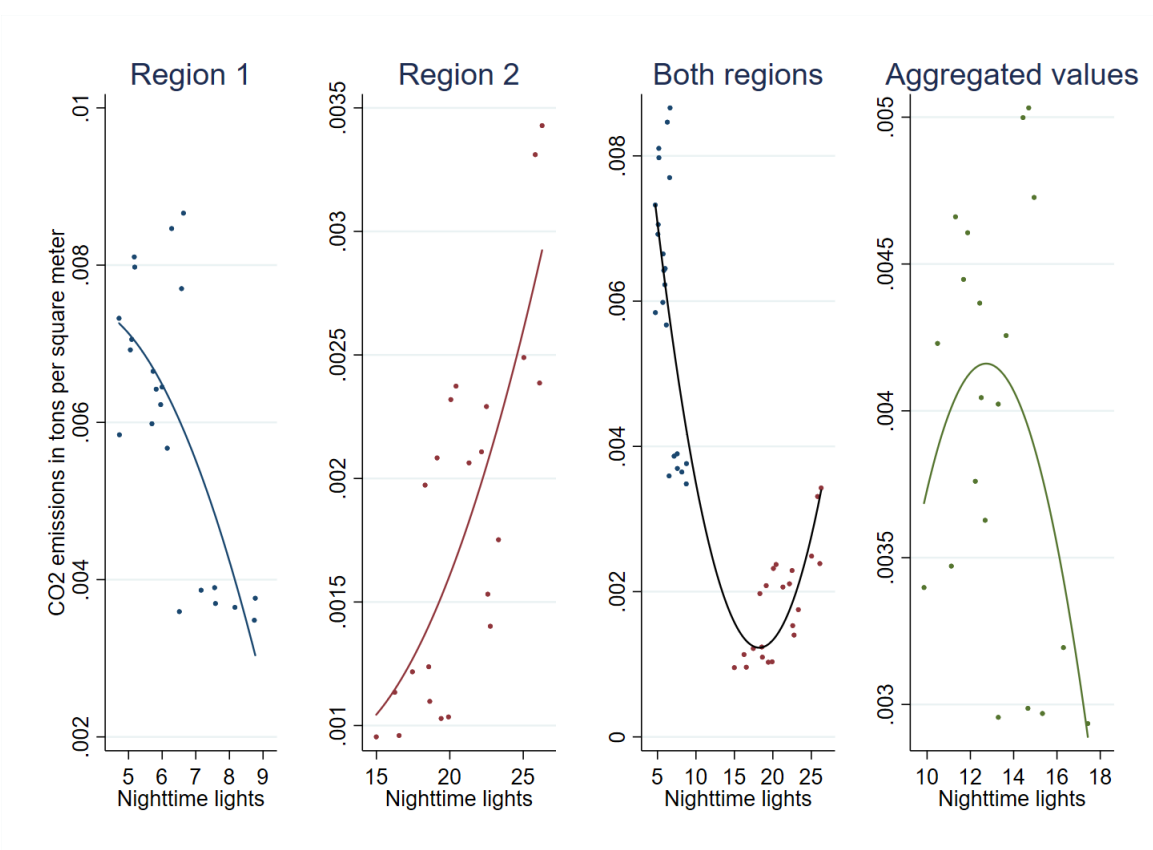 Region 1
Region 2
Both regions
Aggregated values
CO2 emissions in tons per square meter
.01
.008
.006
.004
.002
5 6 7 8 9
Nighttime lights
.0035
.003
.0025
.002
.0015
.001
15 20 25
Nighttime lights
.008
.006
.004
.002
0
5 10 15 20 25
Nighttime lights
.005
.0045
.004
.0035
.003
10 12 14 16 18
Nighttime lights